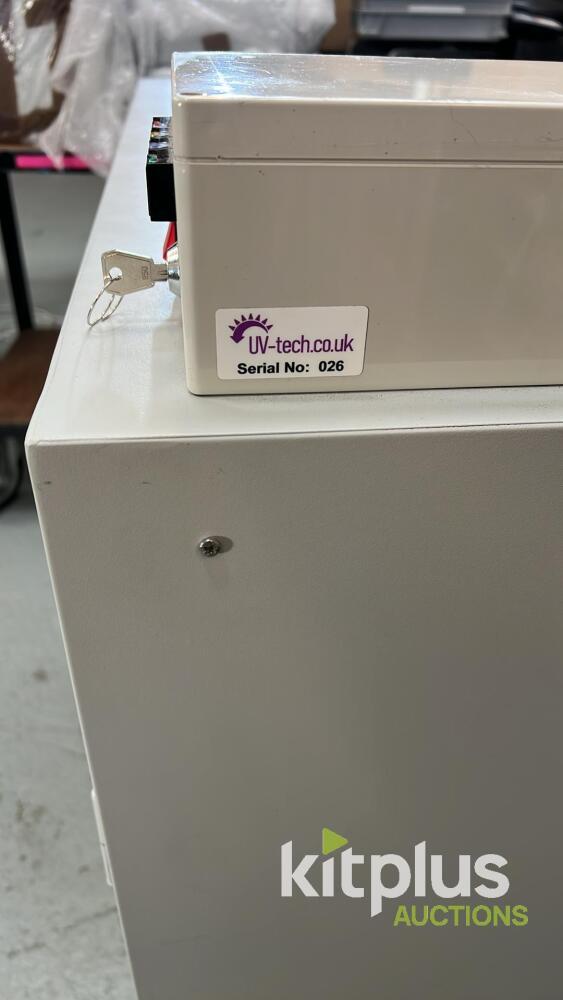 UV-tech.co.uk
Serial No: 026
kitplus
AUCTIONS